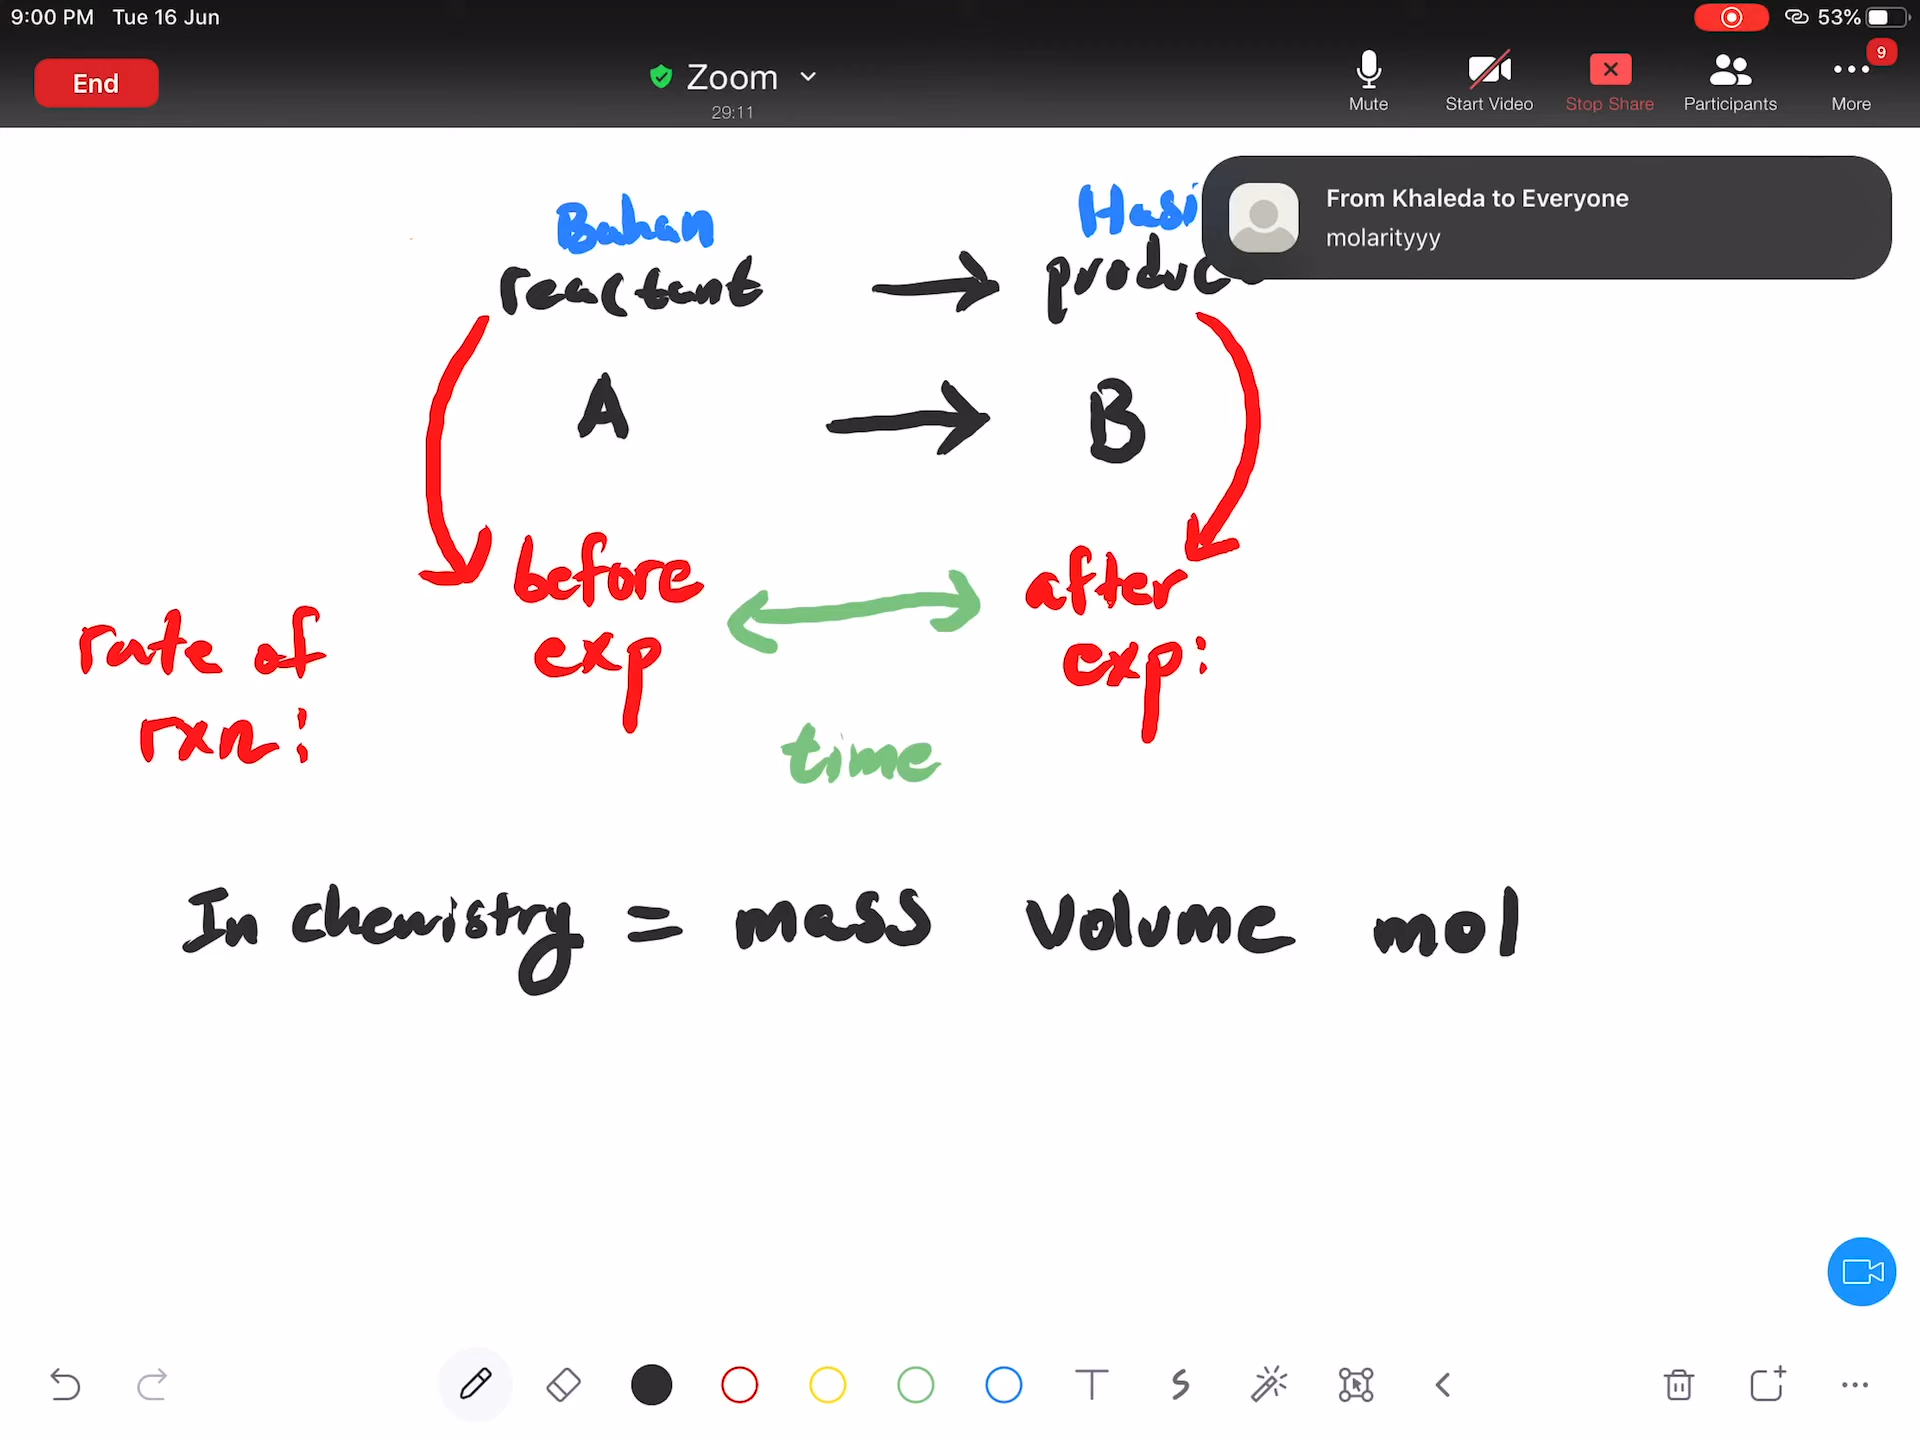 9:00 PM Tue 16 Jun
53%
End
Zoom
29:11
Mute
Start Video
Stop Share
Participants
9
More
From Khaleda to Everyone
molarityyy
Bahan Hasi
reactant → produc
A → B
before after
exp exp:
rate of
rxn:
time
In chemistry = mass volume mol
T